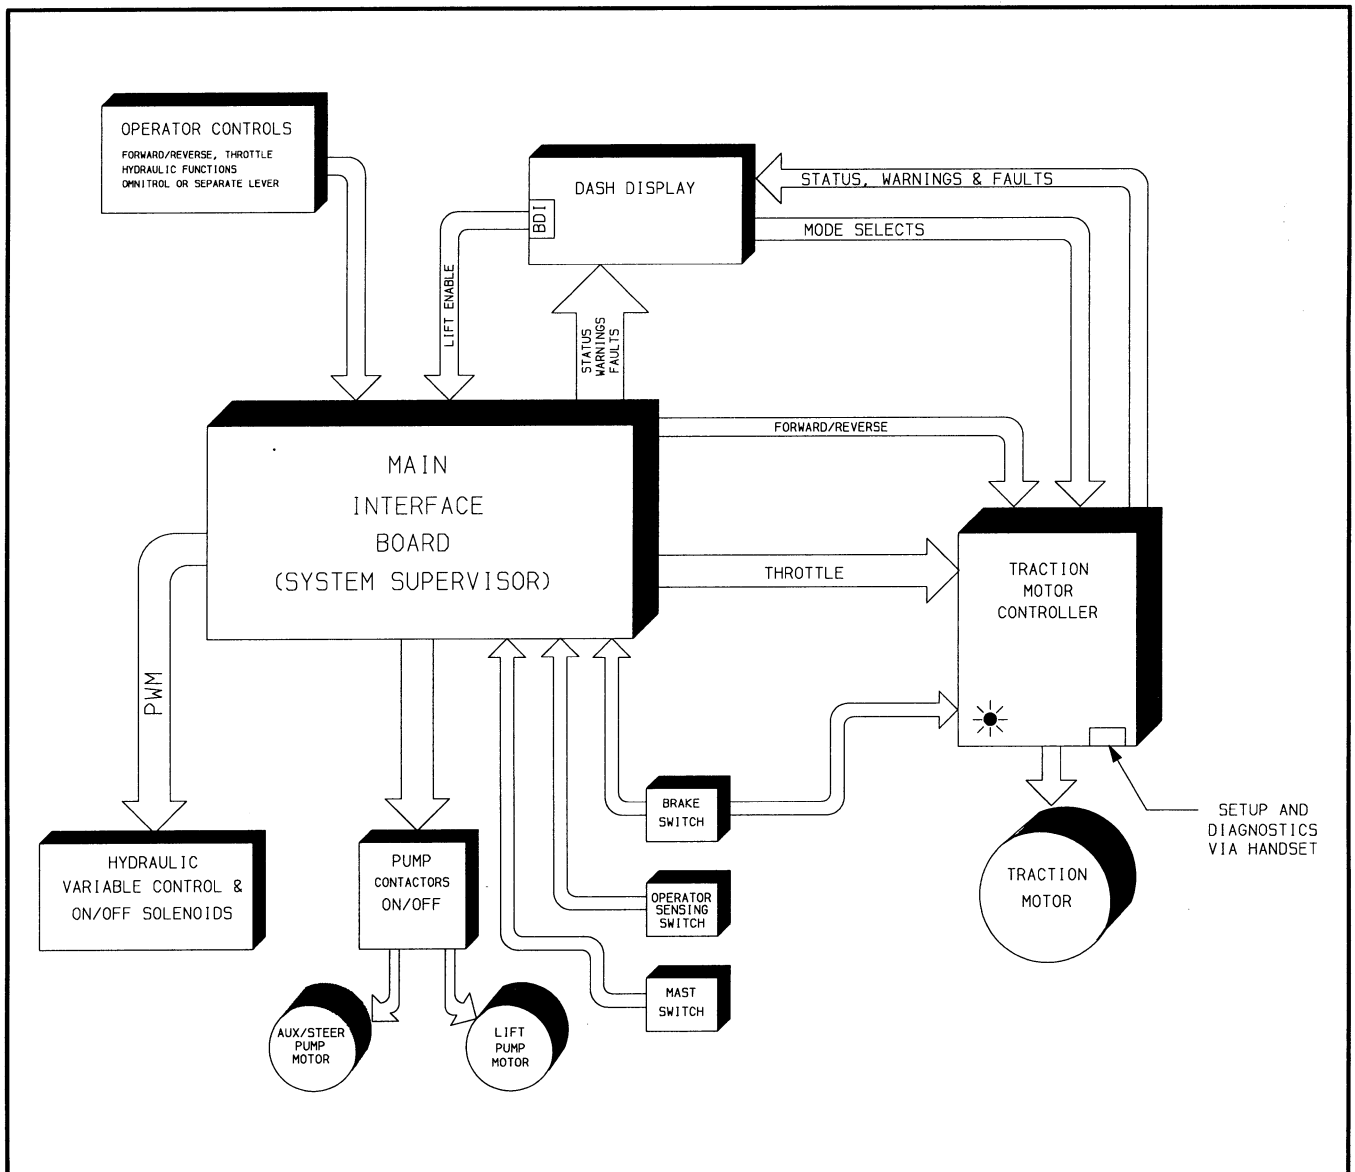 OPERATOR CONTROLS
FORWARD/REVERSE, THROTTLE
HYDRAULIC FUNCTIONS
OMNITROL OR SEPARATE LEVER
DASH DISPLAY
BDI
STATUS, WARNINGS & FAULTS
MODE SELECTS
LIFT ENABLE
STATUS
WARNINGS
FAULTS
FORWARD/REVERSE
MAIN
INTERFACE
BOARD
(SYSTEM SUPERVISOR)
THROTTLE
TRACTION
MOTOR
CONTROLLER
PWM
BRAKE
SWITCH
SETUP AND
DIAGNOSTICS
VIA HANDSET
HYDRAULIC
VARIABLE CONTROL &
ON/OFF SOLENOIDS
PUMP
CONTACTORS
ON/OFF
OPERATOR
SENSING
SWITCH
TRACTION
MOTOR
MAST
SWITCH
AUX/STEER
PUMP
MOTOR
LIFT
PUMP
MOTOR